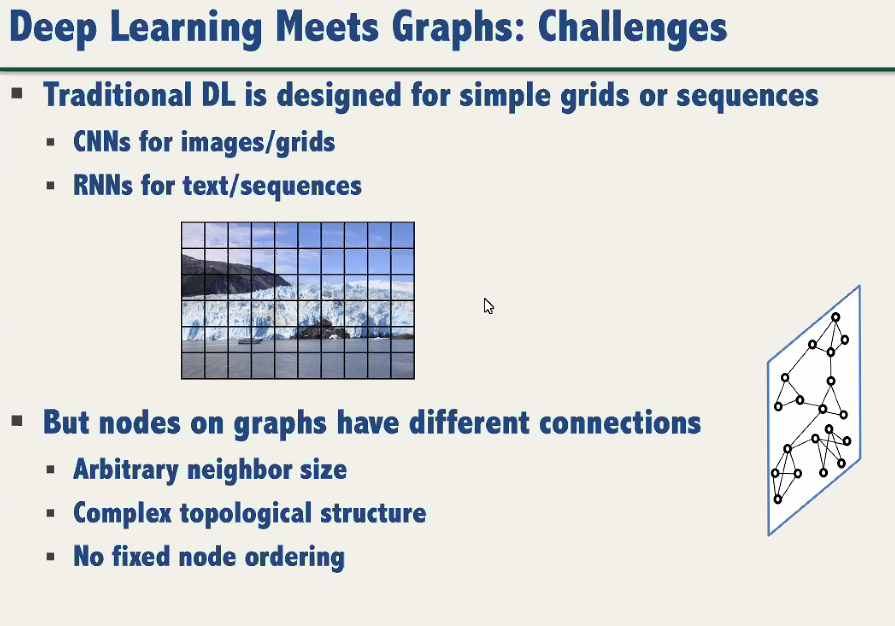 Deep Learning Meets Graphs: Challenges
Traditional DL is designed for simple grids or sequences
CNNs for images/grids
RNNs for text/sequences
But nodes on graphs have different connections
Arbitrary neighbor size
Complex topological structure
No fixed node ordering